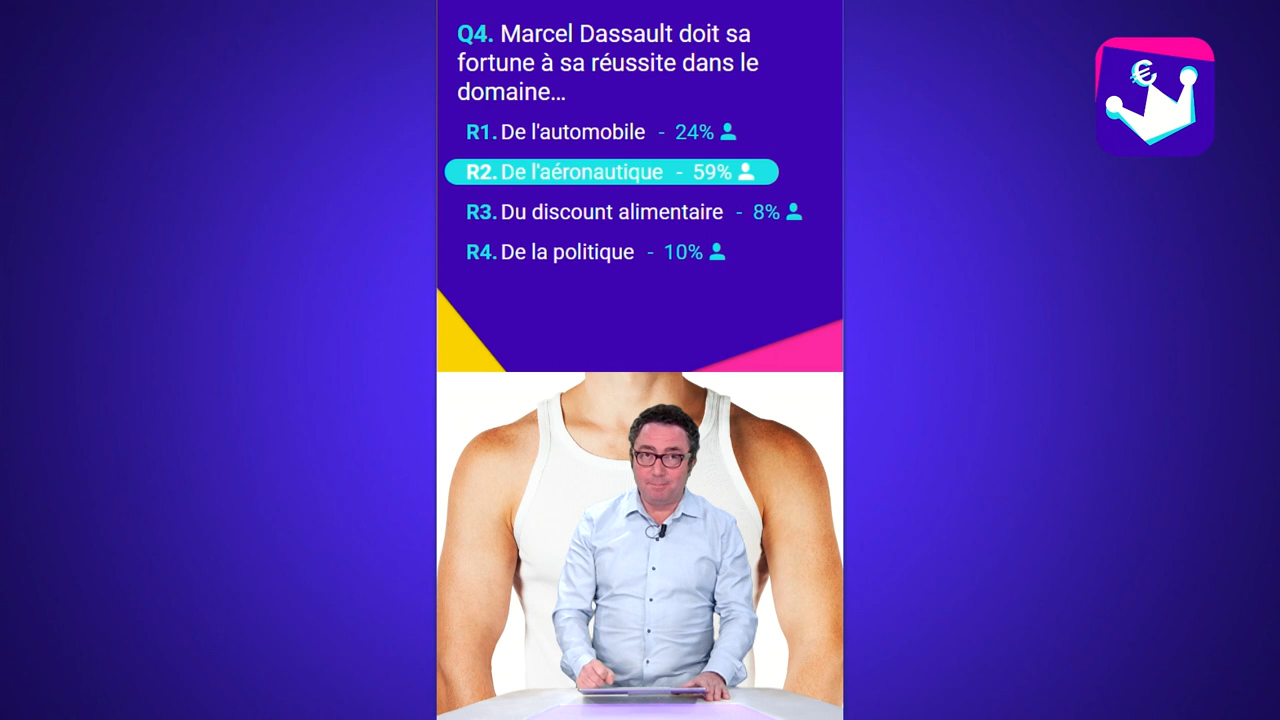 Q4. Marcel Dassault doit sa
fortune à sa réussite dans le
domaine...
R1. De l'automobile - 24%
R2. De l'aéronautique - 59%
R3. Du discount alimentaire - 8%
R4. De la politique - 10%
€